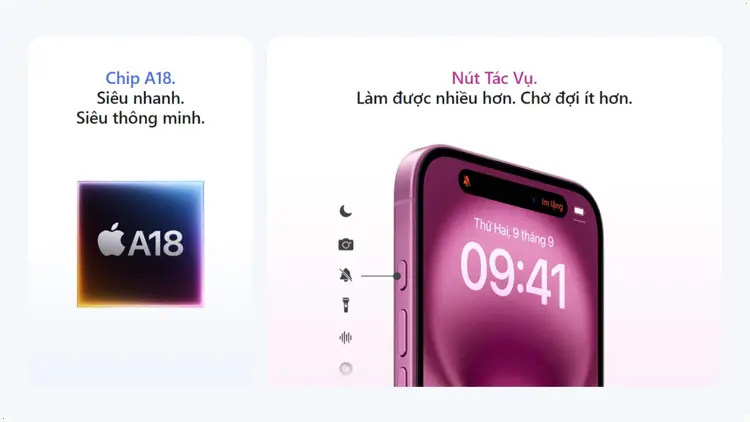 Chip A18.
Siêu nhanh.
Siêu thông minh.
A18
Nút Tác Vụ.
Làm được nhiều hơn. Chờ đợi ít hơn.
Im lặng
Thứ Hai, 9 tháng 9
09:41